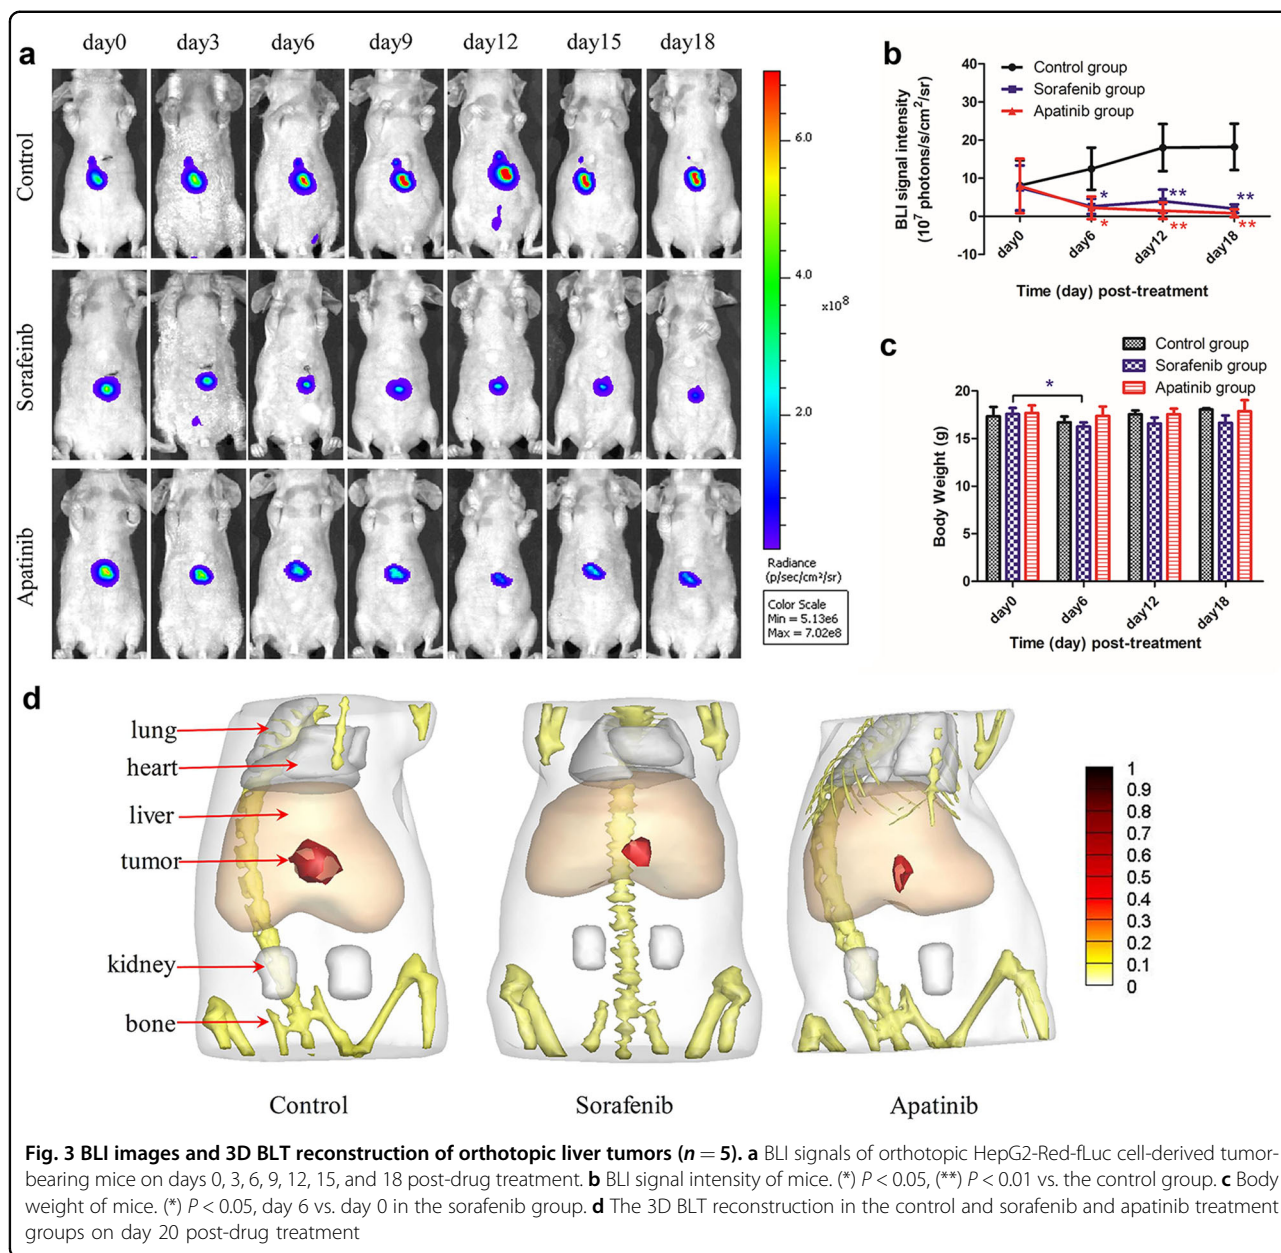 a
day0 day3 day6 day9 day12 day15 day18
Control
Sorafeinb
Apatinib
6.0
4.0
x10⁸
2.0
Radiance
(p/sec/cm²/sr)
Color Scale
Min = 5.13e6
Max = 7.02e8
b
Control group
Sorafenib group
Apatinib group
BLI signal intensity
(10⁷ photons/s/cm²/sr)
40
30
20
10
0
-10
* ** **
* ** **
day0 day6 day12 day18
Time (day) post-treatment
c
Control group
Sorafenib group
Apatinib group
Body Weight (g)
20
15
10
5
0
*
day0 day6 day12 day18
Time (day) post-treatment
d
lung
heart
liver
tumor
kidney
bone
1
0.9
0.8
0.7
0.6
0.5
0.4
0.3
0.2
0.1
0
Control Sorafenib Apatinib
Fig. 3 BLI images and 3D BLT reconstruction of orthotopic liver tumors (n = 5). a BLI signals of orthotopic HepG2-Red-fLuc cell-derived tumor-
bearing mice on days 0, 3, 6, 9, 12, 15, and 18 post-drug treatment. b BLI signal intensity of mice. (*) P < 0.05, (**) P < 0.01 vs. the control group. c Body
weight of mice. (*) P < 0.05, day 6 vs. day 0 in the sorafenib group. d The 3D BLT reconstruction in the control and sorafenib and apatinib treatment
groups on day 20 post-drug treatment